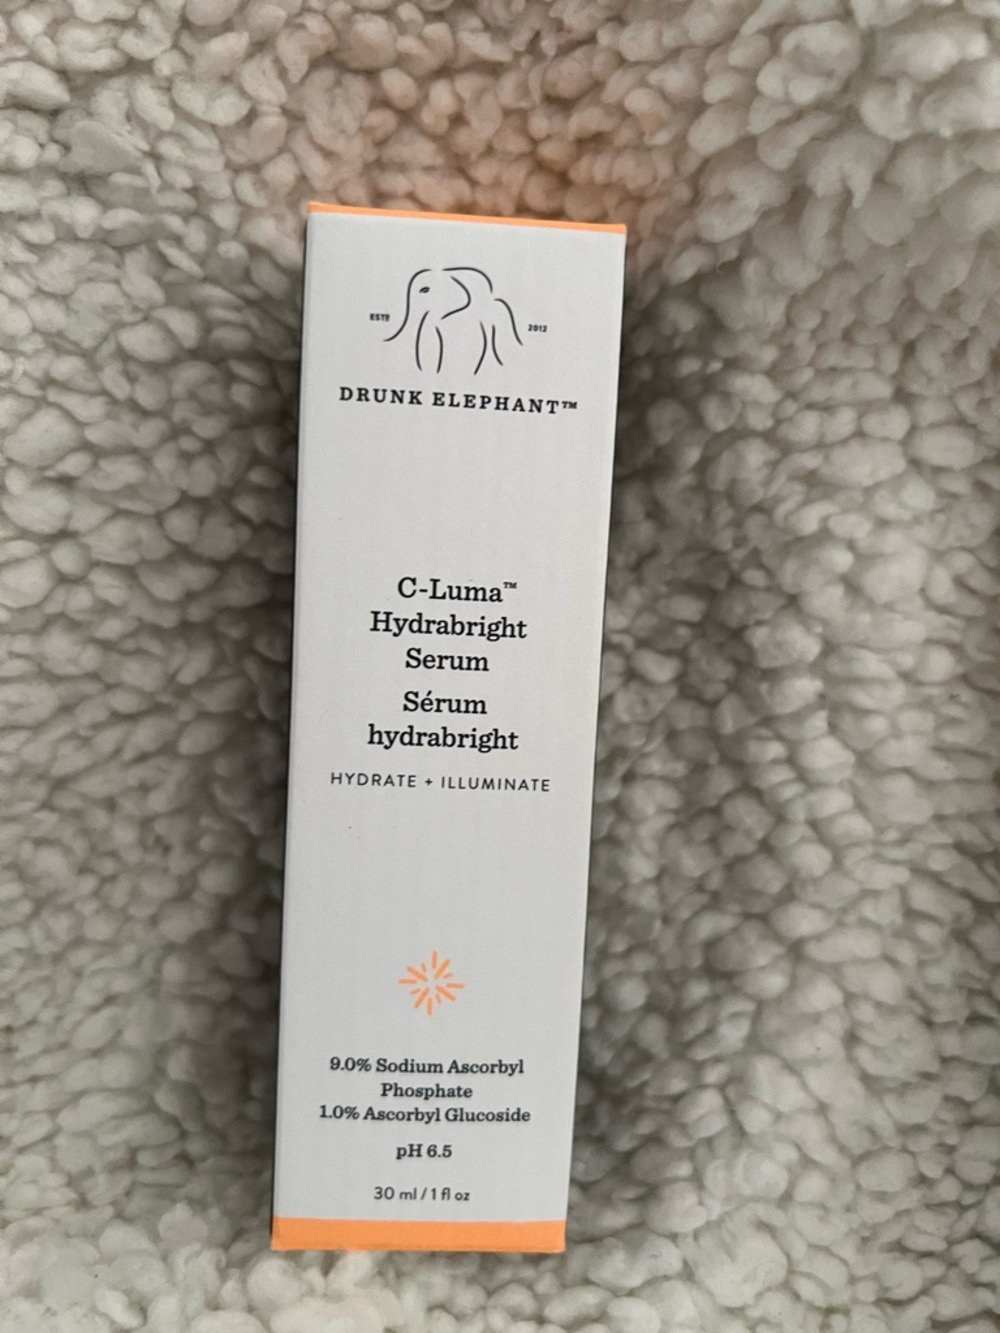 ESTD 2012
DRUNK ELEPHANT™
C-Luma™
Hydrabright
Serum
Sérum
hydrabright
HYDRATE + ILLUMINATE
9.0% Sodium Ascorbyl
Phosphate
1.0% Ascorbyl Glucoside
pH 6.5
30 ml / 1 fl oz